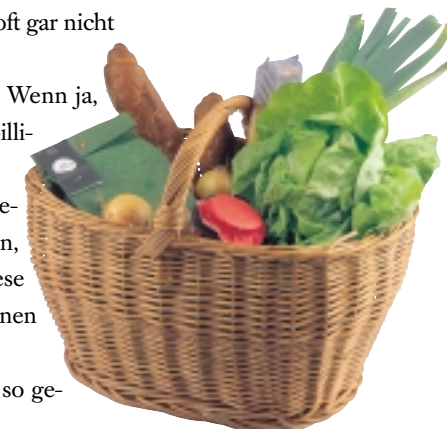 oft gar nicht
Wenn ja,
illi-
e-
n,
ese
nen
so ge-